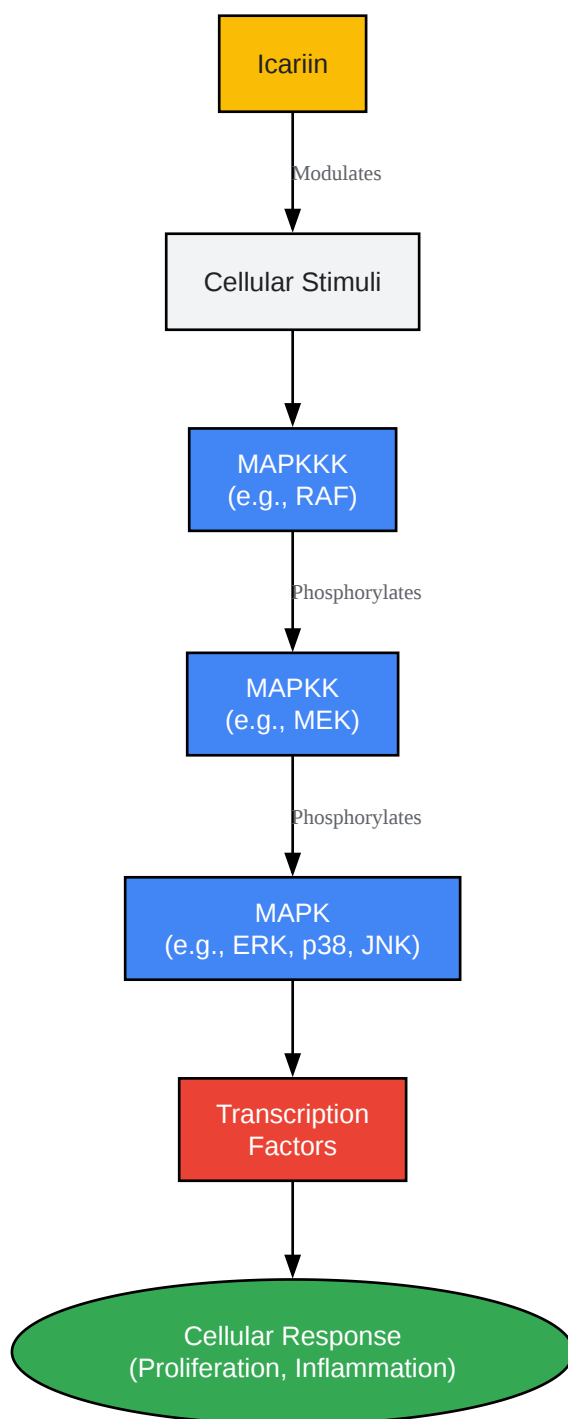 Icariin
Modulates
Cellular Stimuli
MAPKKK
(e.g., RAF)
Phosphorylates
MAPKK
(e.g., MEK)
Phosphorylates
MAPK
(e.g., ERK, p38, JNK)
Transcription
Factors
Cellular Response
(Proliferation, Inflammation)